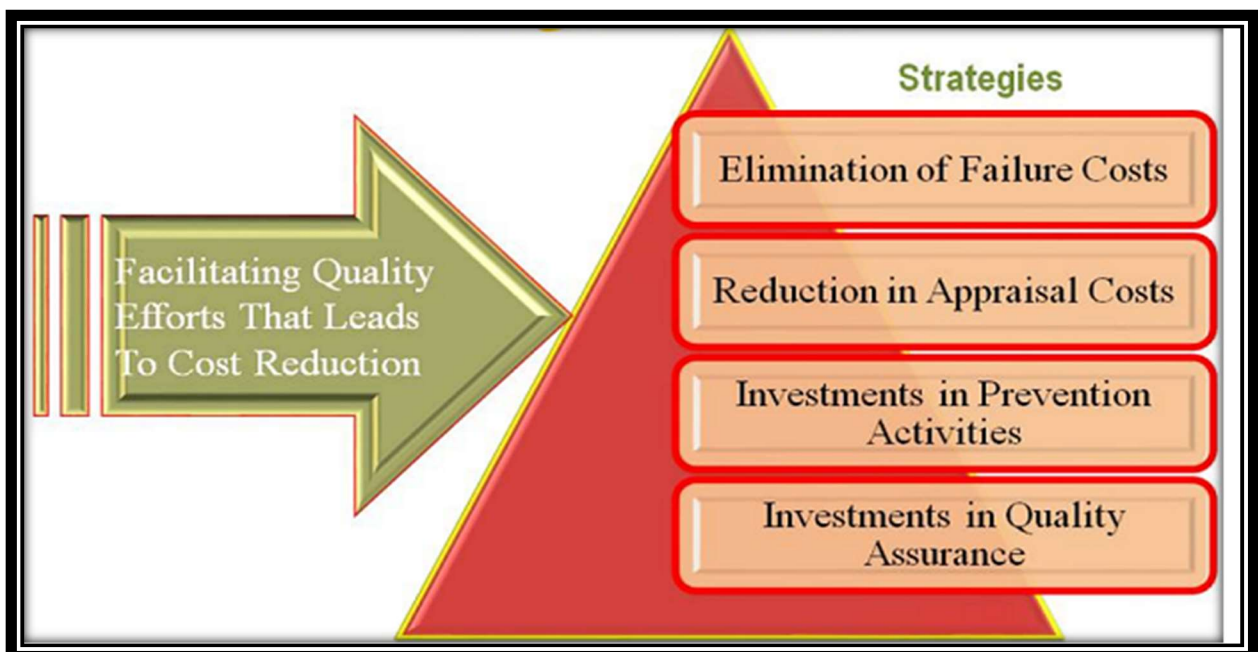 Strategies
Facilitating Quality
Efforts That Leads
To Cost Reduction
Elimination of Failure Costs
Reduction in Appraisal Costs
Investments in Prevention
Activities
Investments in Quality
Assurance